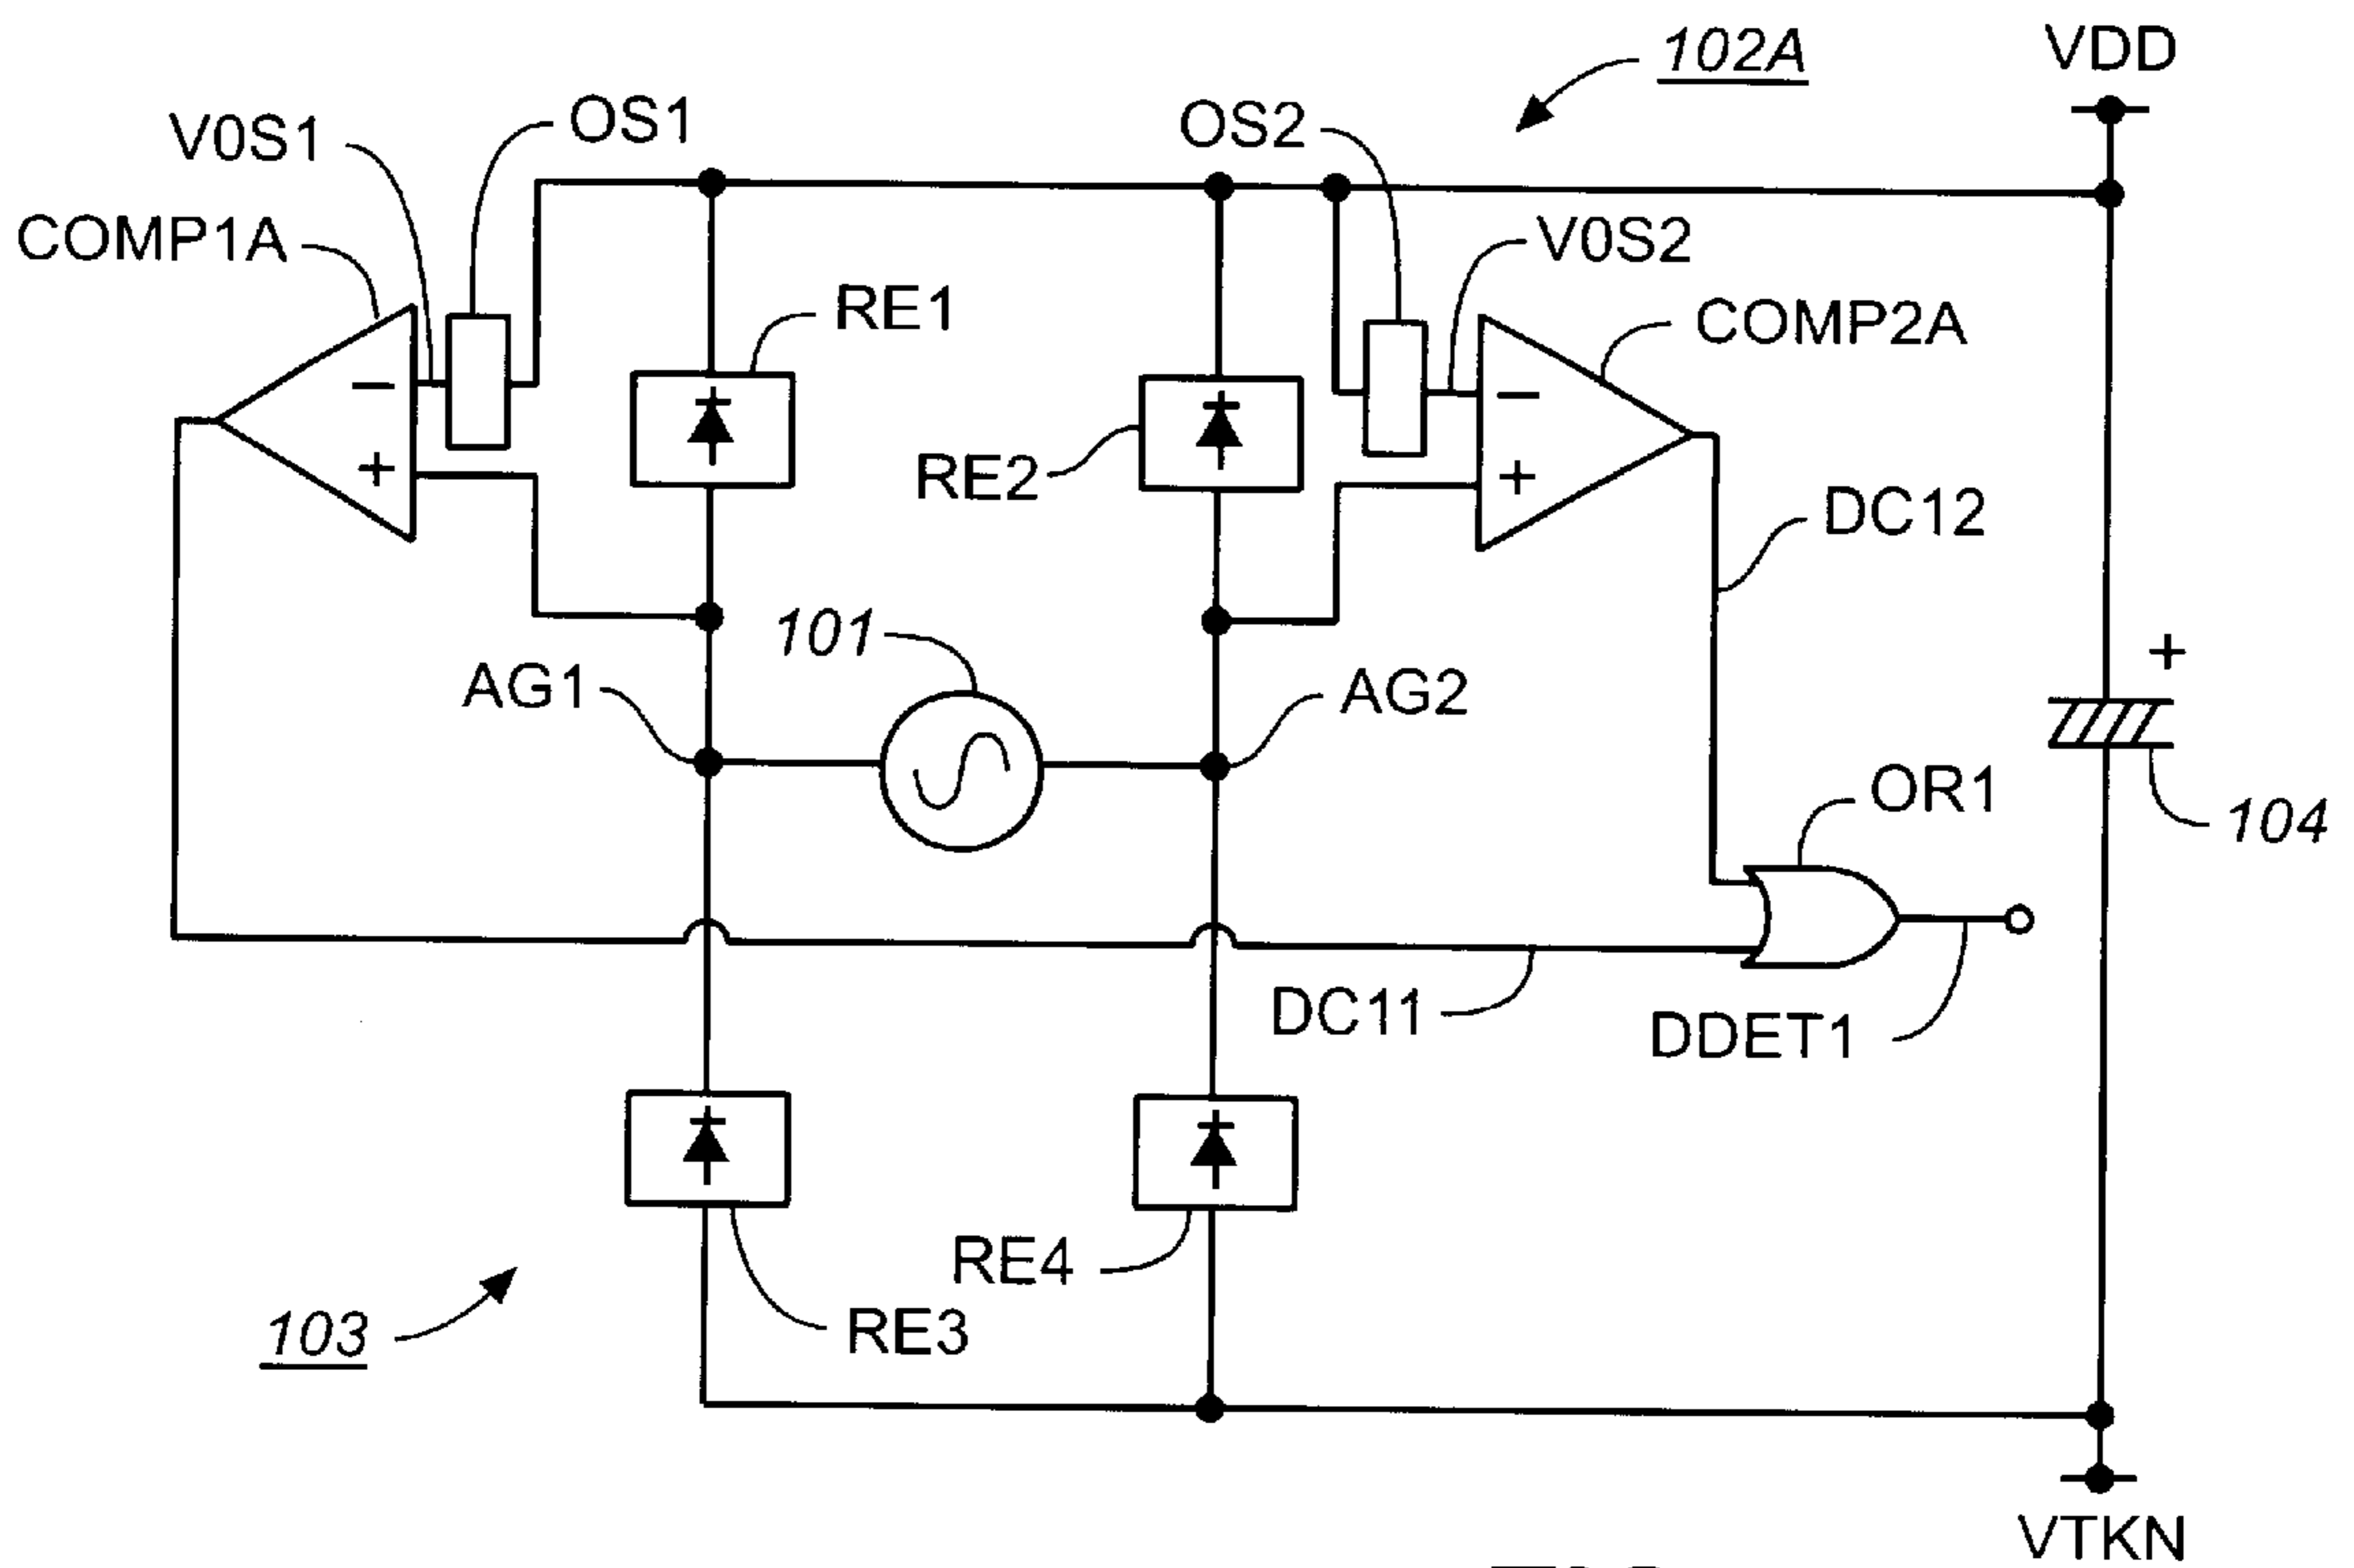 102A
VDD
OS1
V0S1
OS2
COMP1A
V0S2
RE1
COMP2A
−
+
RE2
−
+
DC12
101
+
AG1
AG2
OR1
104
DC11
DDET1
RE4
RE3
103
VTKN